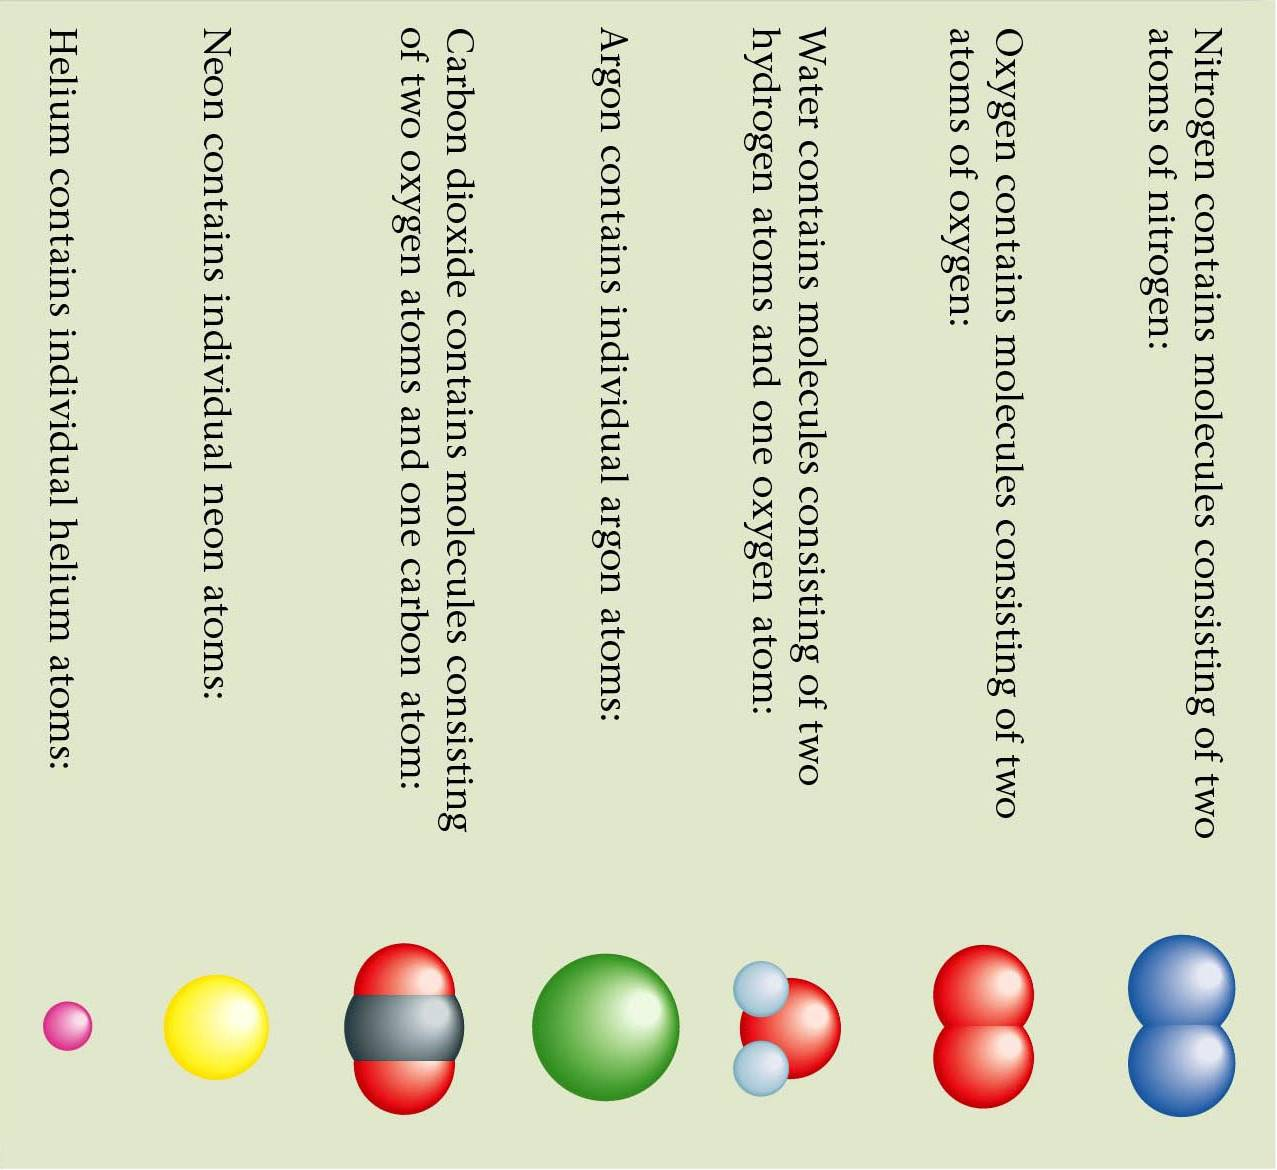 Nitrogen contains molecules consisting of two
atoms of nitrogen:
Oxygen contains molecules consisting of two
atoms of oxygen:
Water contains molecules consisting of two
hydrogen atoms and one oxygen atom:
Argon contains individual argon atoms:
Carbon dioxide contains molecules consisting
of two oxygen atoms and one carbon atom:
Neon contains individual neon atoms:
Helium contains individual helium atoms: